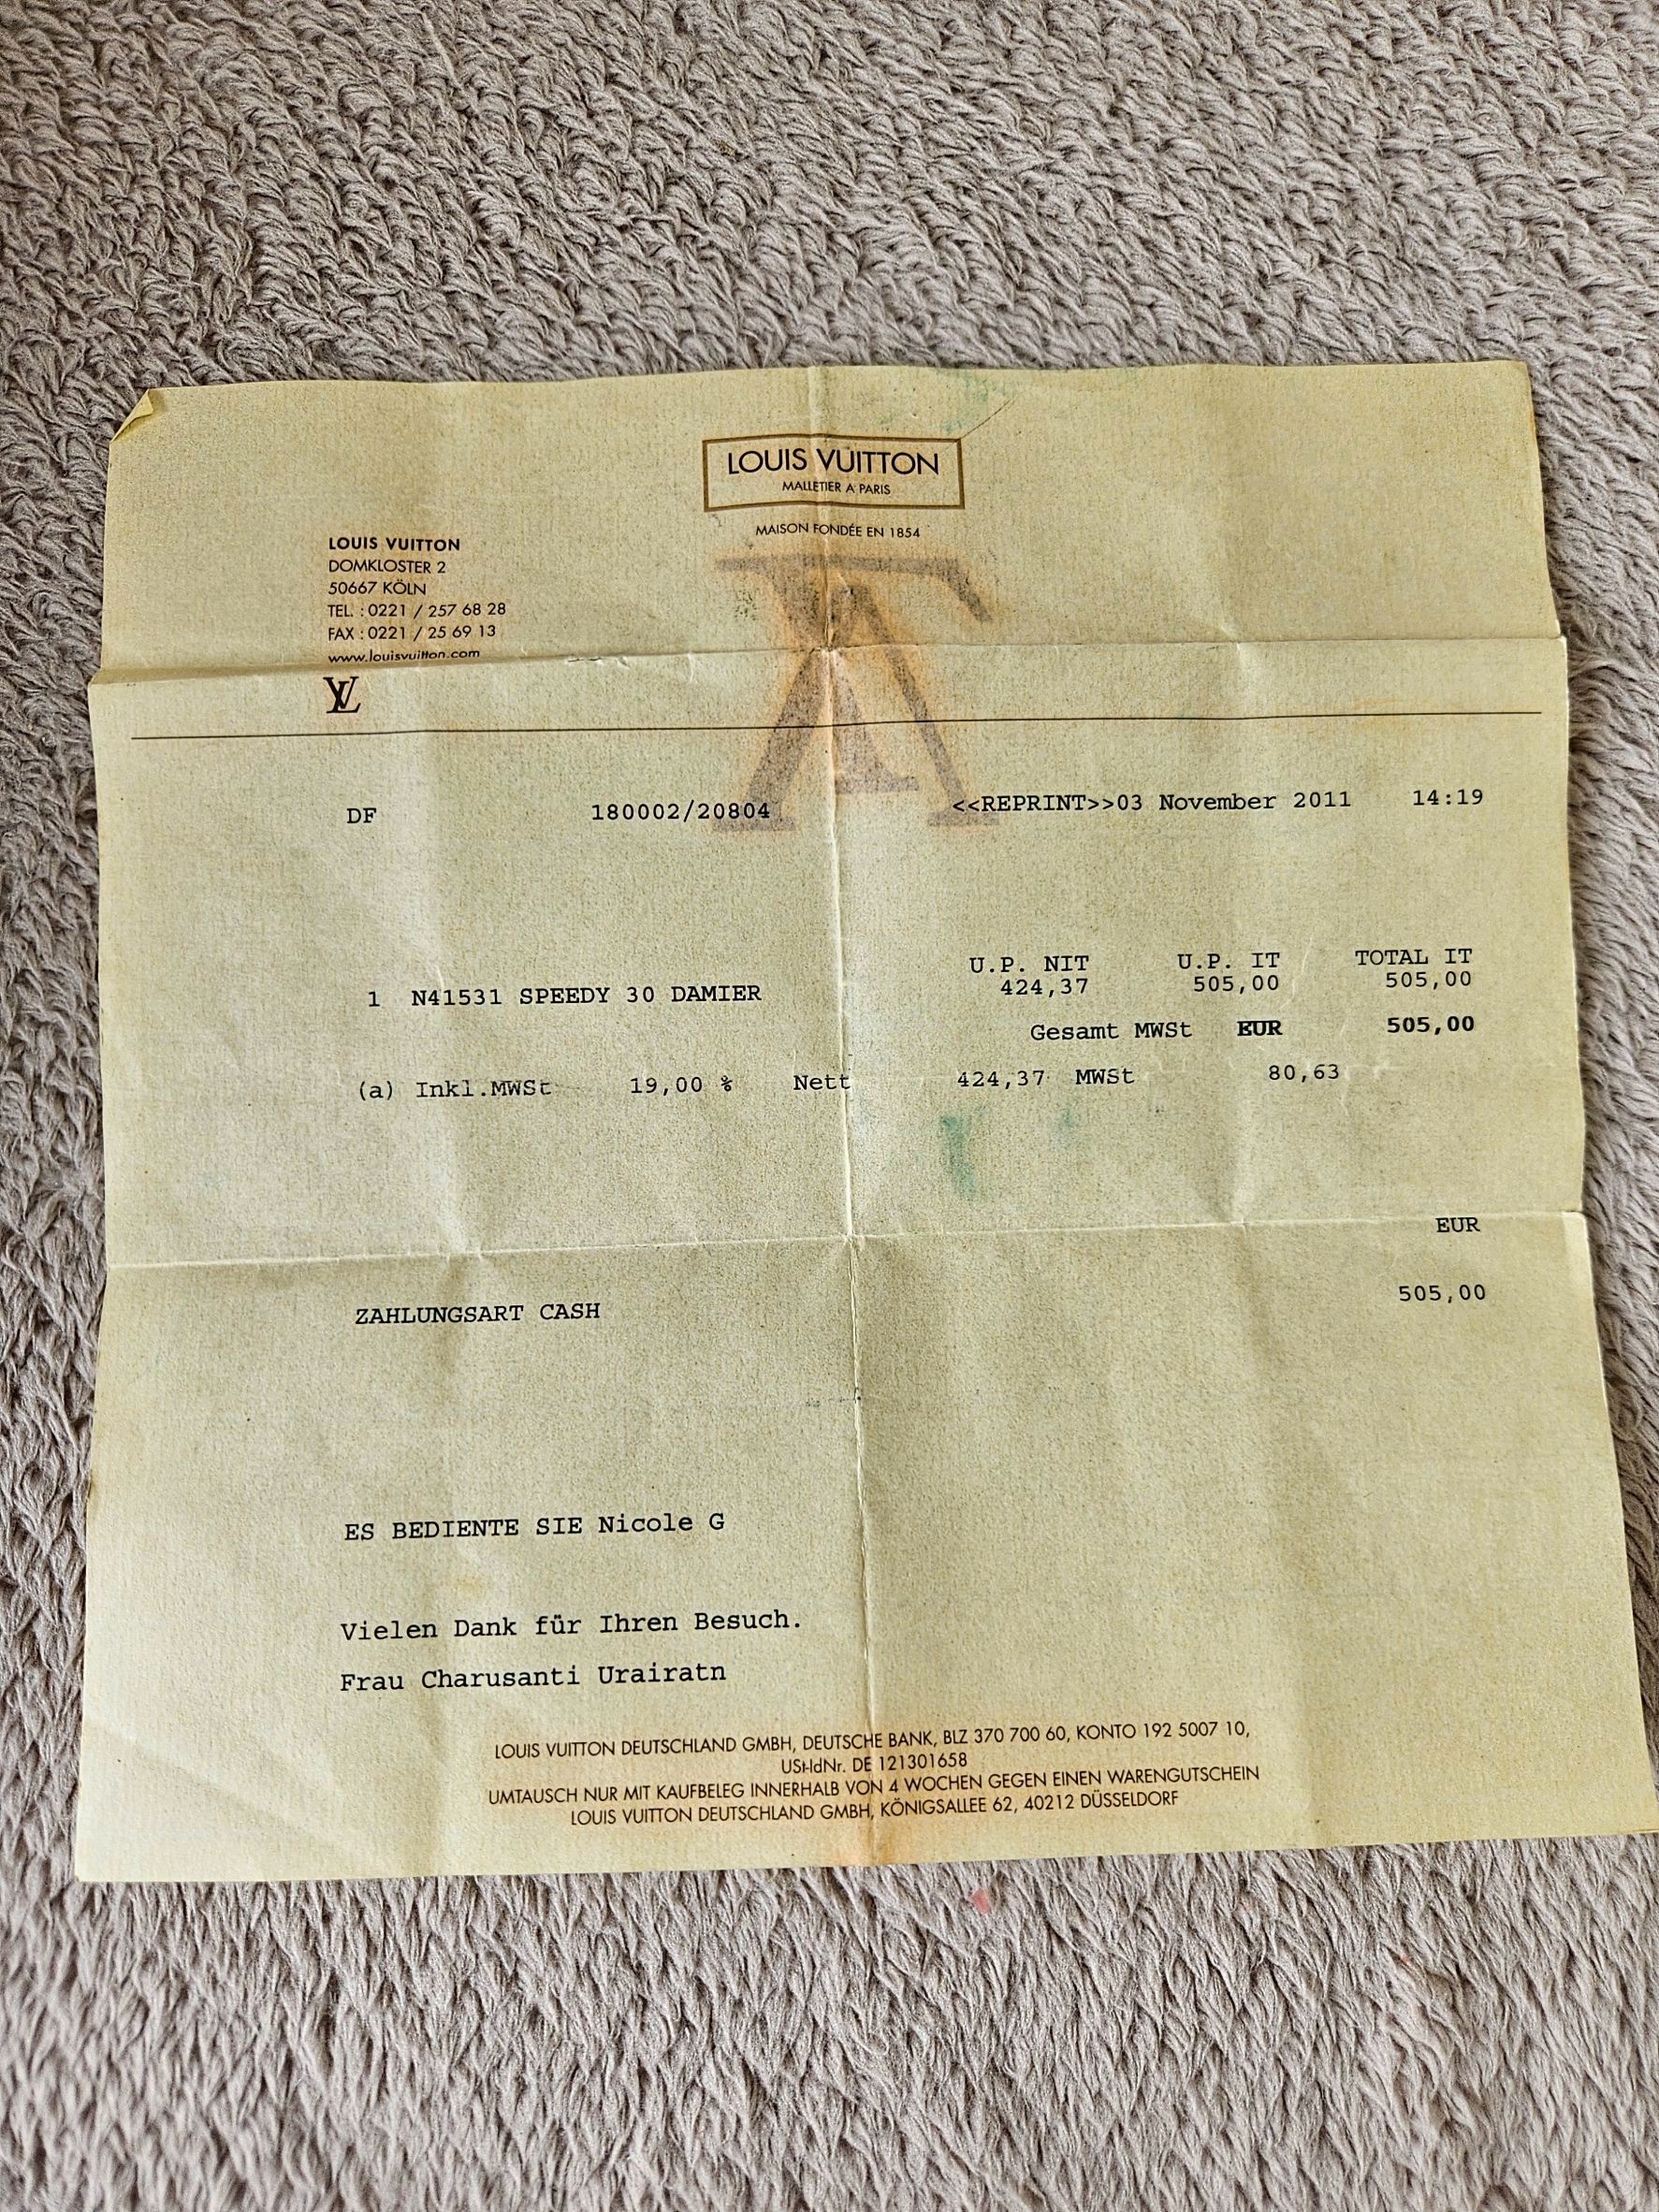 LOUIS VUITTON
MALLETIER A PARIS
MAISON FONDÉE EN 1854
LOUIS VUITTON
DOMKLOSTER 2
50667 KÖLN
TEL. : 0221 / 257 68 28
FAX : 0221 / 25 69 13
www.louisvuitton.com
LV
DF 180002/20804 <<REPRINT>>03 November 2011 14:19
U.P. NIT U.P. IT TOTAL IT
1 N41531 SPEEDY 30 DAMIER 424,37 505,00 505,00
Gesamt MWSt EUR 505,00
(a) Inkl.MWSt 19,00 % Nett 424,37 MWSt 80,63
EUR
ZAHLUNGSART CASH 505,00
ES BEDIENTE SIE Nicole G
Vielen Dank für Ihren Besuch.
Frau Charusanti Urairatn
LOUIS VUITTON DEUTSCHLAND GMBH, DEUTSCHE BANK, BLZ 370 700 60, KONTO 192 5007 10,
USt-IdNr. DE 121301658
UMTAUSCH NUR MIT KAUFBELEG INNERHALB VON 4 WOCHEN GEGEN EINEN WARENGUTSCHEIN
LOUIS VUITTON DEUTSCHLAND GMBH, KÖNIGSALLEE 62, 40212 DÜSSELDORF